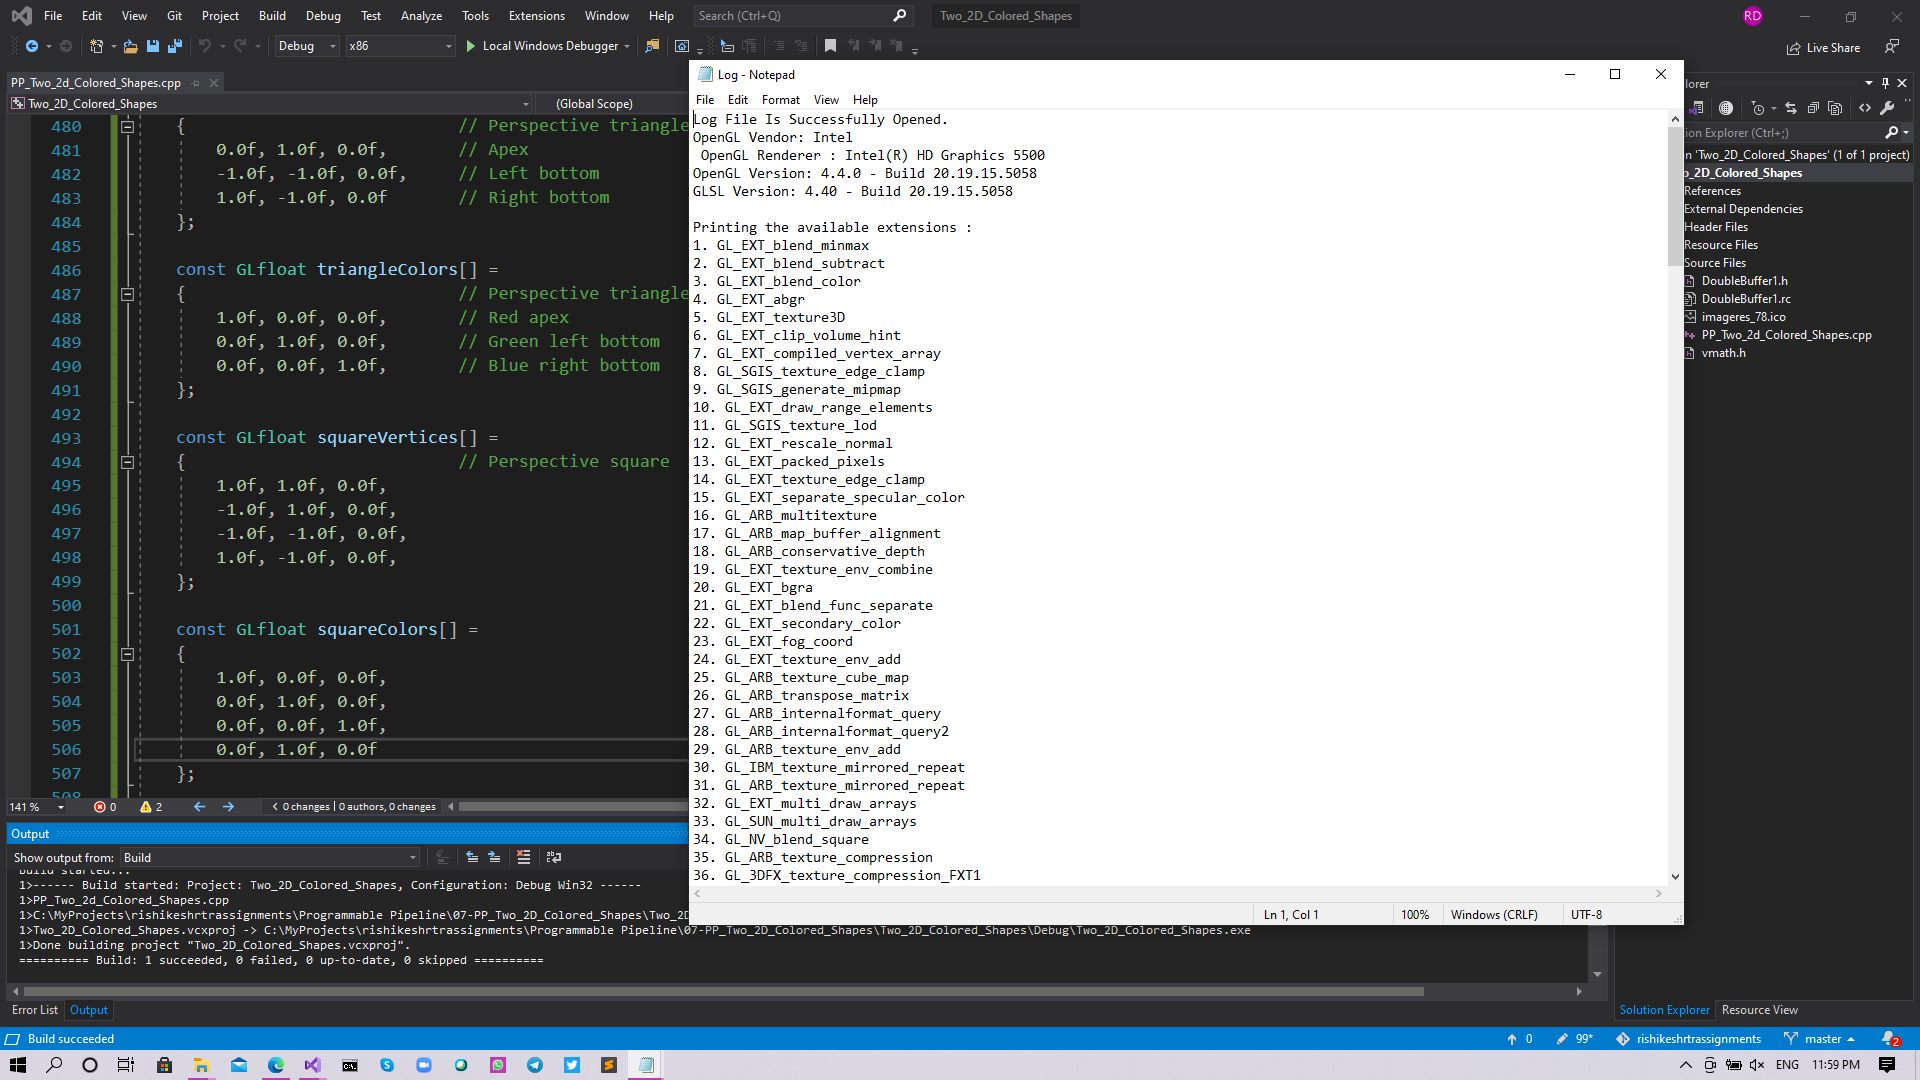 File Edit View Git Project Build Debug Test Analyze Tools Extensions Window Help Search (Ctrl+Q) Two_2D_Colored_Shapes RD
Debug x86 Local Windows Debugger Live Share
PP_Two_2d_Colored_Shapes.cpp
Two_2D_Colored_Shapes (Global Scope)
480 { // Perspective triangle
481 0.0f, 1.0f, 0.0f, // Apex
482 -1.0f, -1.0f, 0.0f, // Left bottom
483 1.0f, -1.0f, 0.0f // Right bottom
484 };
485
486 const GLfloat triangleColors[] =
487 { // Perspective triangle
488 1.0f, 0.0f, 0.0f, // Red apex
489 0.0f, 1.0f, 0.0f, // Green left bottom
490 0.0f, 0.0f, 1.0f, // Blue right bottom
491 };
492
493 const GLfloat squareVertices[] =
494 { // Perspective square
495 1.0f, 1.0f, 0.0f,
496 -1.0f, 1.0f, 0.0f,
497 -1.0f, -1.0f, 0.0f,
498 1.0f, -1.0f, 0.0f,
499 };
500
501 const GLfloat squareColors[] =
502 {
503 1.0f, 0.0f, 0.0f,
504 0.0f, 1.0f, 0.0f,
505 0.0f, 0.0f, 1.0f,
506 0.0f, 1.0f, 0.0f
507 };
508
141 % 0 2 0 changes | 0 authors, 0 changes
Log - Notepad
File Edit Format View Help
Log File Is Successfully Opened.
OpenGL Vendor: Intel
OpenGL Renderer : Intel(R) HD Graphics 5500
OpenGL Version: 4.4.0 - Build 20.19.15.5058
GLSL Version: 4.40 - Build 20.19.15.5058
Printing the available extensions :
1. GL_EXT_blend_minmax
2. GL_EXT_blend_subtract
3. GL_EXT_blend_color
4. GL_EXT_abgr
5. GL_EXT_texture3D
6. GL_EXT_clip_volume_hint
7. GL_EXT_compiled_vertex_array
8. GL_SGIS_texture_edge_clamp
9. GL_SGIS_generate_mipmap
10. GL_EXT_draw_range_elements
11. GL_SGIS_texture_lod
12. GL_EXT_rescale_normal
13. GL_EXT_packed_pixels
14. GL_EXT_texture_edge_clamp
15. GL_EXT_separate_specular_color
16. GL_ARB_multitexture
17. GL_ARB_map_buffer_alignment
18. GL_ARB_conservative_depth
19. GL_EXT_texture_env_combine
20. GL_EXT_bgra
21. GL_EXT_blend_func_separate
22. GL_EXT_secondary_color
23. GL_EXT_fog_coord
24. GL_EXT_texture_env_add
25. GL_ARB_texture_cube_map
26. GL_ARB_transpose_matrix
27. GL_ARB_internalformat_query
28. GL_ARB_internalformat_query2
29. GL_ARB_texture_env_add
30. GL_IBM_texture_mirrored_repeat
31. GL_ARB_texture_mirrored_repeat
32. GL_EXT_multi_draw_arrays
33. GL_SUN_multi_draw_arrays
34. GL_NV_blend_square
35. GL_ARB_texture_compression
36. GL_3DFX_texture_compression_FXT1
Ln 1, Col 1 100% Windows (CRLF) UTF-8
lorer
ion Explorer (Ctrl+;)
n 'Two_2D_Colored_Shapes' (1 of 1 project)
o_2D_Colored_Shapes
References
External Dependencies
Header Files
Resource Files
Source Files
DoubleBuffer1.h
DoubleBuffer1.rc
imageres_78.ico
PP_Two_2d_Colored_Shapes.cpp
vmath.h
Solution Explorer Resource View
Output
Show output from: Build
Build started...
1>------ Build started: Project: Two_2D_Colored_Shapes, Configuration: Debug Win32 ------
1>PP_Two_2d_Colored_Shapes.cpp
1>C:\MyProjects\rishikeshrtrassignments\Programmable Pipeline\07-PP_Two_2D_Colored_Shapes\Two_2D
1>Two_2D_Colored_Shapes.vcxproj -> C:\MyProjects\rishikeshrtrassignments\Programmable Pipeline\07-PP_Two_2D_Colored_Shapes\Two_2D_Colored_Shapes\Debug\Two_2D_Colored_Shapes.exe
1>Done building project "Two_2D_Colored_Shapes.vcxproj".
========== Build: 1 succeeded, 0 failed, 0 up-to-date, 0 skipped ==========
Error List Output
Build succeeded 0 99* rishikeshrtrassignments master 2
ENG 11:59 PM